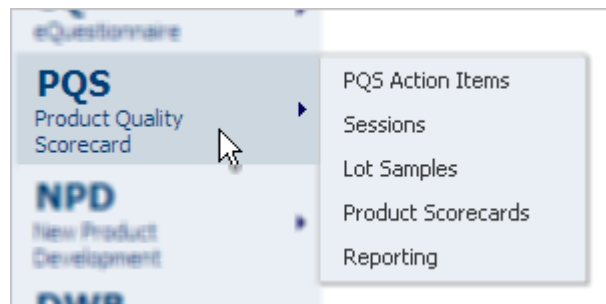 eQuestionnaire
PQS
Product Quality
Scorecard
NPD
New Product
Development
PQS Action Items
Sessions
Lot Samples
Product Scorecards
Reporting